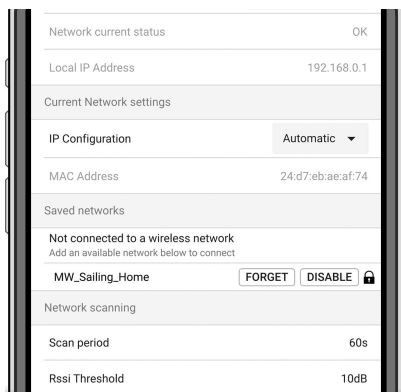 Network current status OK
Local IP Address 192.168.0.1
Current Network settings
IP Configuration Automatic
MAC Address 24:d7:eb:ae:af:74
Saved networks
Not connected to a wireless network
Add an available network below to connect
MW_Sailing_Home FORGET DISABLE
Network scanning
Scan period 60s
Rssi Threshold 10dB